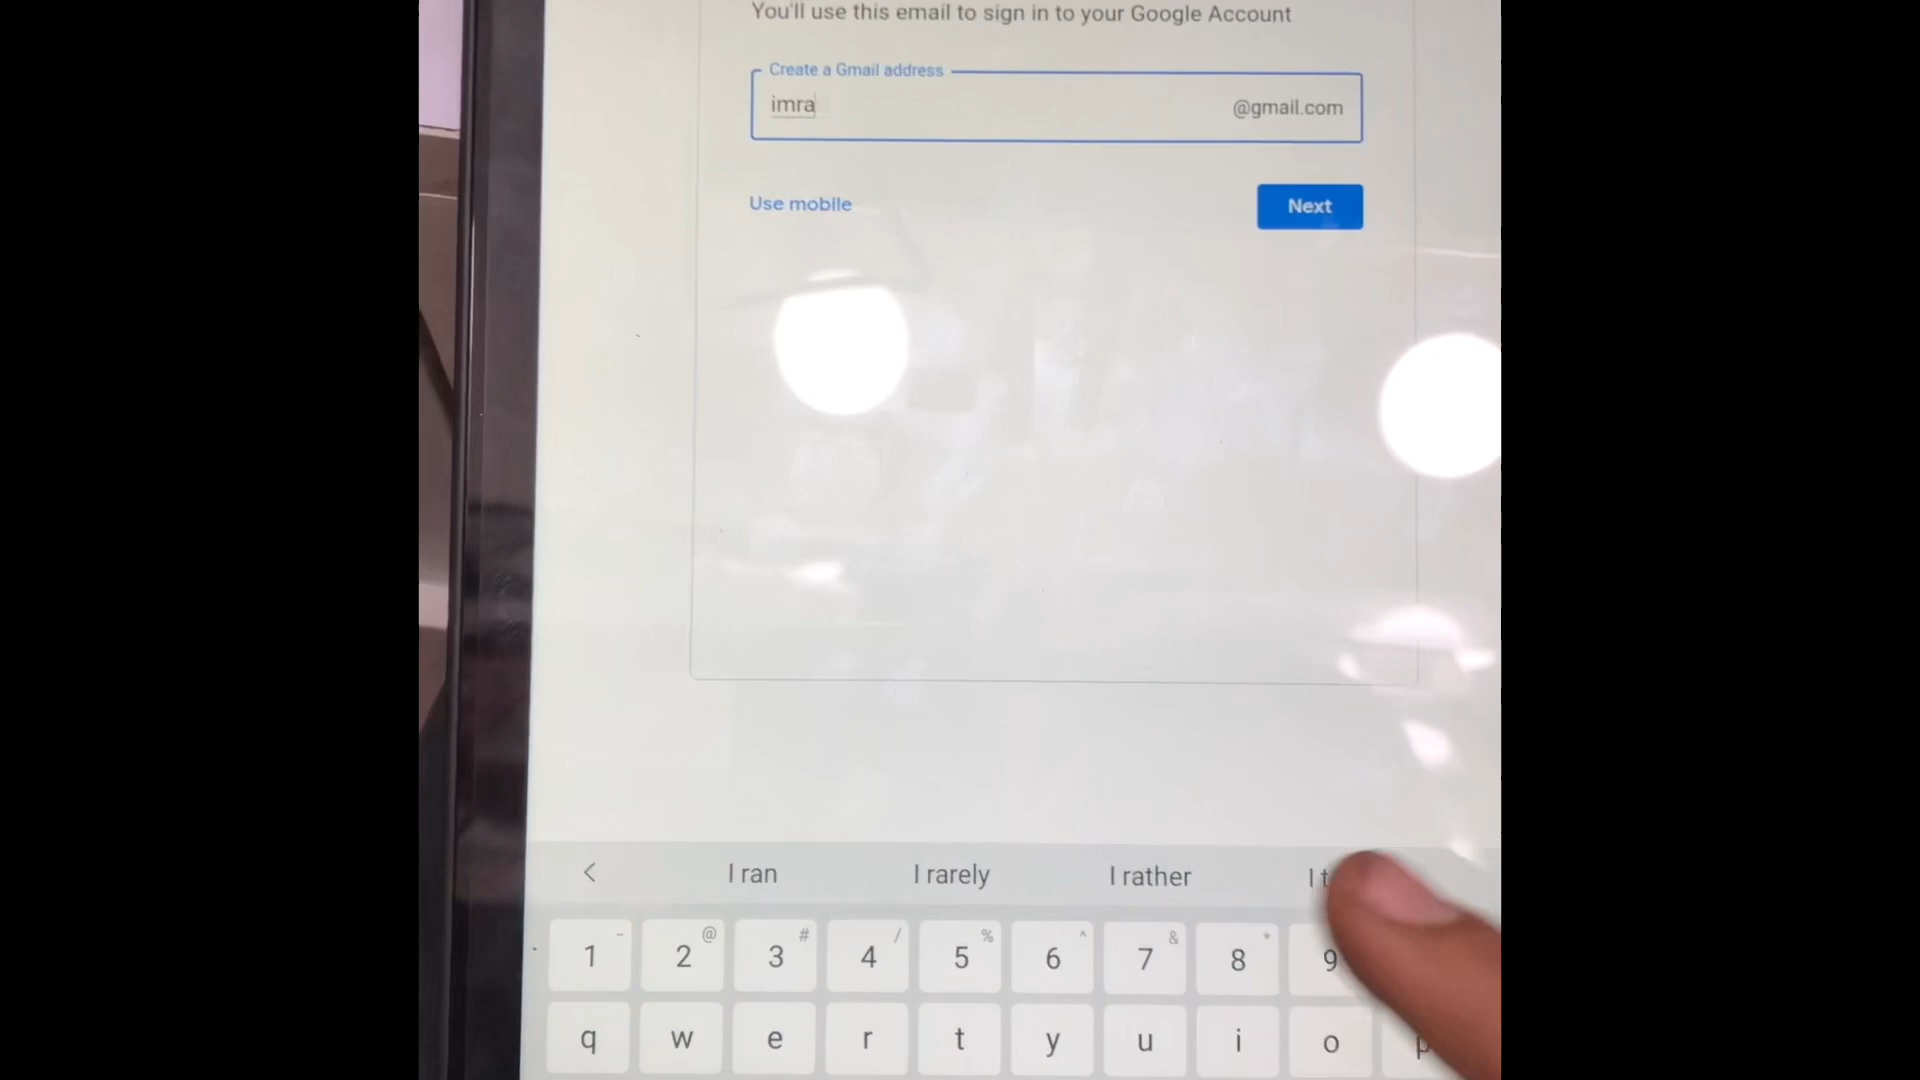 You'll use this email to sign in to your Google Account
Create a Gmail address
imra @gmail.com
Use mobile Next
< I ran I rarely I rather
1 2 @ 3 # 4 / 5 % 6 ^ 7 & 8 * 9
q w e r t y u i o p